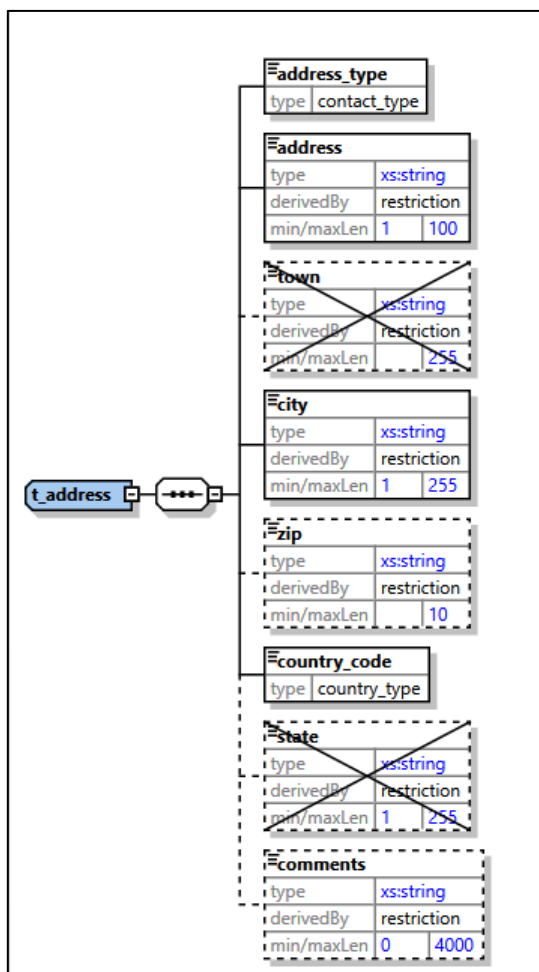 address_type
type contact_type
address
type xs:string
derivedBy restriction
min/maxLen 1 100
town
type xs:string
derivedBy restriction
min/maxLen 255
city
type xs:string
derivedBy restriction
min/maxLen 1 255
t_address
zip
type xs:string
derivedBy restriction
min/maxLen 10
country_code
type country_type
state
type xs:string
derivedBy restriction
min/maxLen 1 255
comments
type xs:string
derivedBy restriction
min/maxLen 0 4000